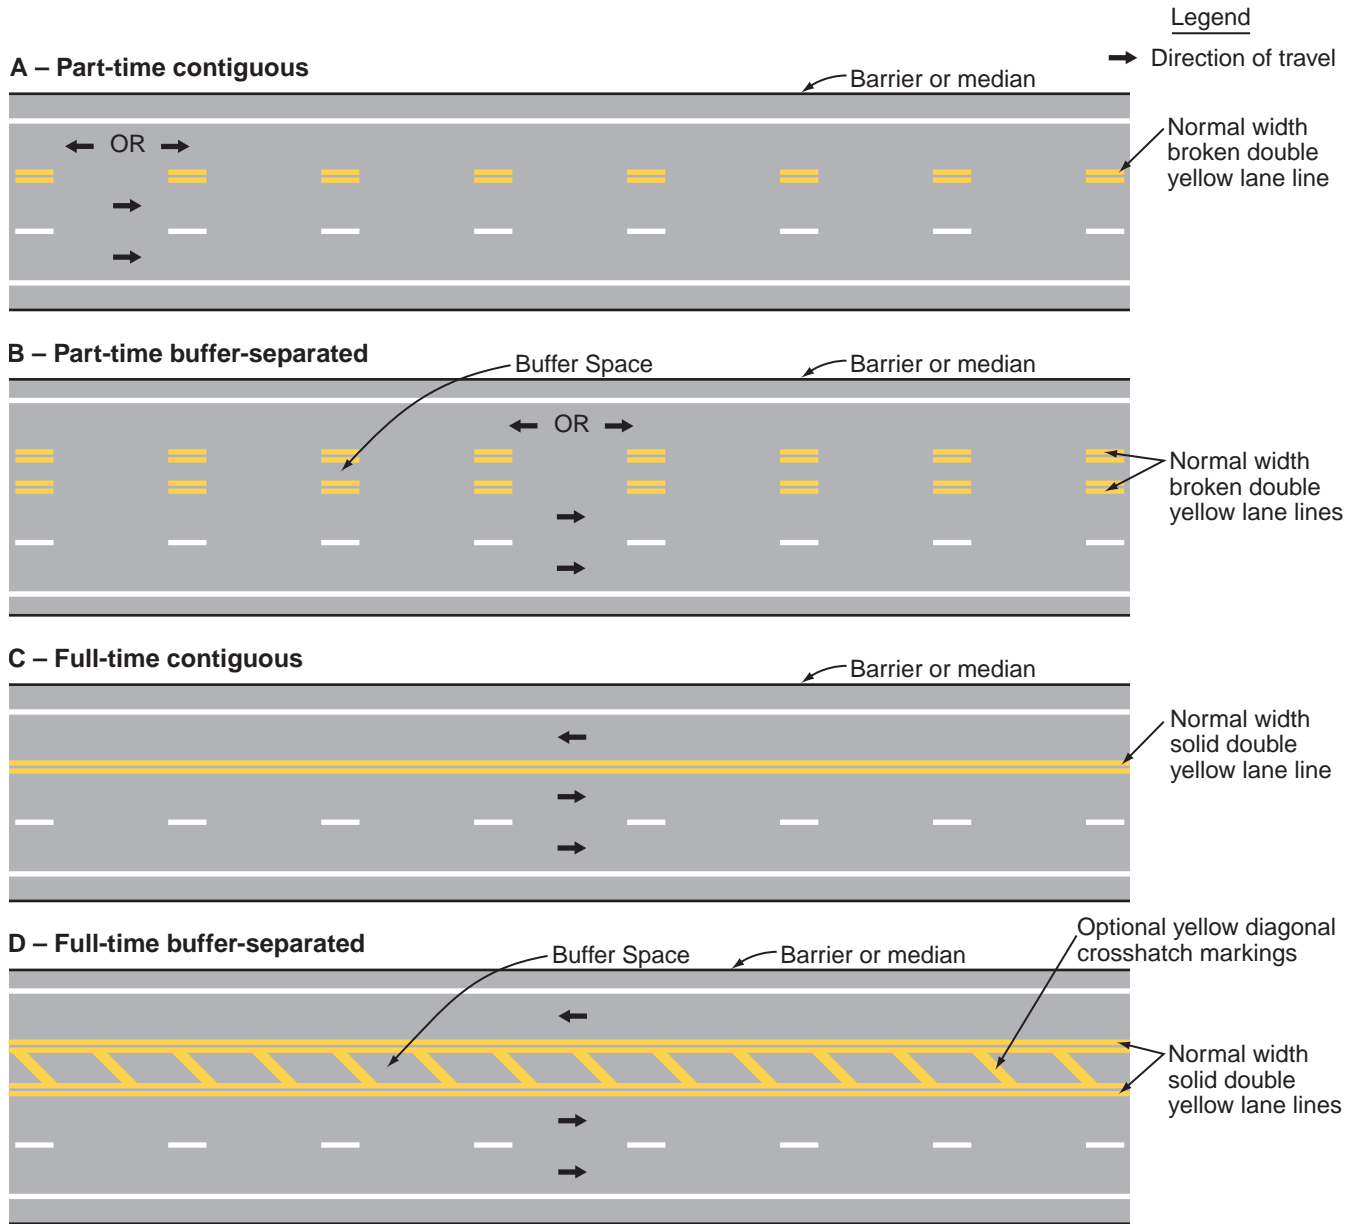 Legend
Direction of travel
A – Part-time contiguous
Barrier or median
OR
Normal width
broken double
yellow lane line
B – Part-time buffer-separated
Buffer Space
Barrier or median
OR
Normal width
broken double
yellow lane lines
C – Full-time contiguous
Barrier or median
Normal width
solid double
yellow lane line
D – Full-time buffer-separated
Buffer Space
Barrier or median
Optional yellow diagonal
crosshatch markings
Normal width
solid double
yellow lane lines